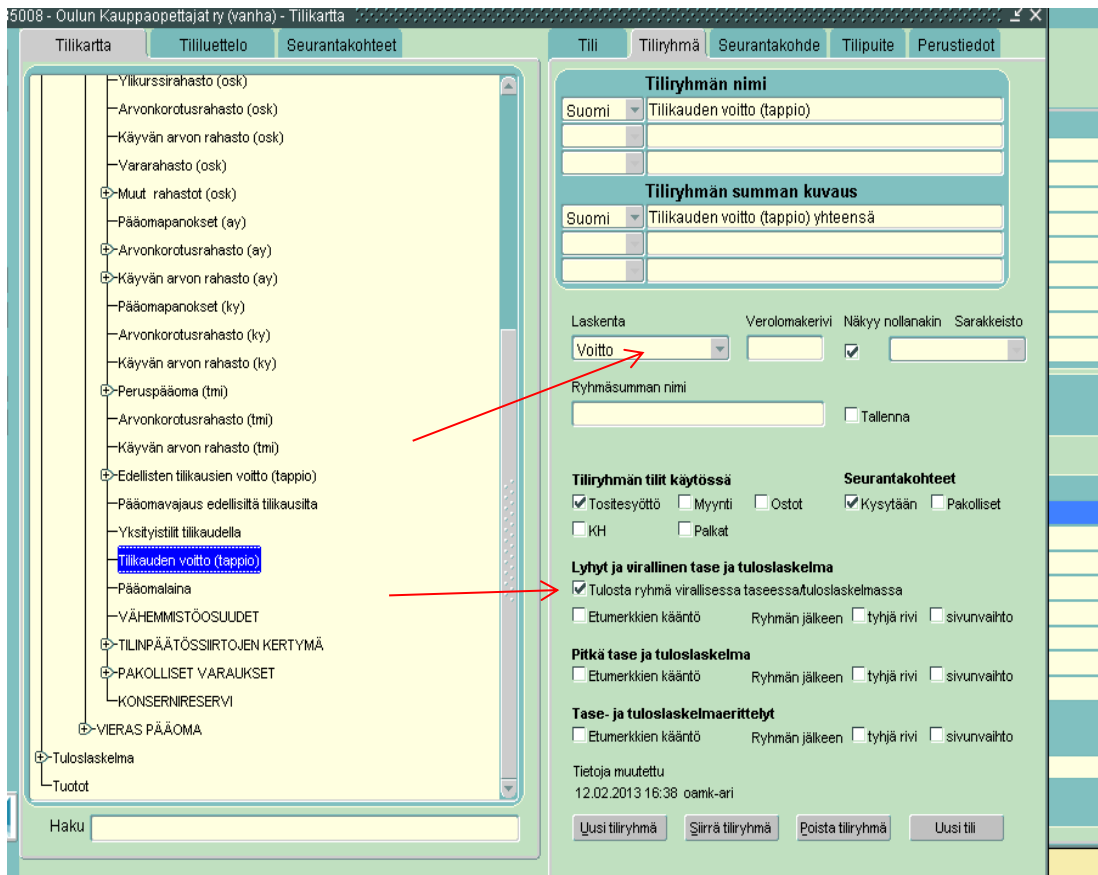 5008 - Oulun Kauppaopettajat ry (vanha) - Tilikartta
Tilikartta Tililuettelo Seurantakohteet
Ylikurssirahasto (osk)
Arvonkorotusrahasto (osk)
Käyvän arvon rahasto (osk)
Vararahasto (osk)
Muut rahastot (osk)
Pääomapanokset (ay)
Arvonkorotusrahasto (ay)
Käyvän arvon rahasto (ay)
Pääomapanokset (ky)
Arvonkorotusrahasto (ky)
Käyvän arvon rahasto (ky)
Peruspääoma (tmi)
Arvonkorotusrahasto (tmi)
Käyvän arvon rahasto (tmi)
Edellisten tilikausien voitto (tappio)
Pääomavajaus edellisiltä tilikausilta
Yksityistilit tilikaudella
Tilikauden voitto (tappio)
Pääomalaina
VÄHEMMISTÖOSUUDET
TILINPÄÄTÖSSIIRTOJEN KERTYMÄ
PAKOLLISET VARAUKSET
KONSERNIRESERVI
VIERAS PÄÄOMA
Tuloslaskelma
Tuotot
Haku
Tili Tiliryhmä Seurantakohde Tilipuite Perustiedot
Tiliryhmän nimi
Suomi Tilikauden voitto (tappio)
Tiliryhmän summan kuvaus
Suomi Tilikauden voitto (tappio) yhteensä
Laskenta Verolomakerivi Näkyy nollanakin Sarakkeisto
Voitto
Ryhmäsumman nimi
Tallenna
Tiliryhmän tilit käytössä Seurantakohteet
Tositesyöttö Myynti Ostot Kysytään Pakolliset
KH Palkat
Lyhyt ja virallinen tase ja tuloslaskelma
Tulosta ryhmä virallisessa taseessa/tuloslaskelmassa
Etumerkkien kääntö Ryhmän jälkeen tyhjä rivi sivunvaihto
Pitkä tase ja tuloslaskelma
Etumerkkien kääntö Ryhmän jälkeen tyhjä rivi sivunvaihto
Tase- ja tuloslaskelmaerittelyt
Etumerkkien kääntö Ryhmän jälkeen tyhjä rivi sivunvaihto
Tietoja muutettu
12.02.2013 16:38 oamk-ari
Uusi tiliryhmä Siirrä tiliryhmä Poista tiliryhmä Uusi tili